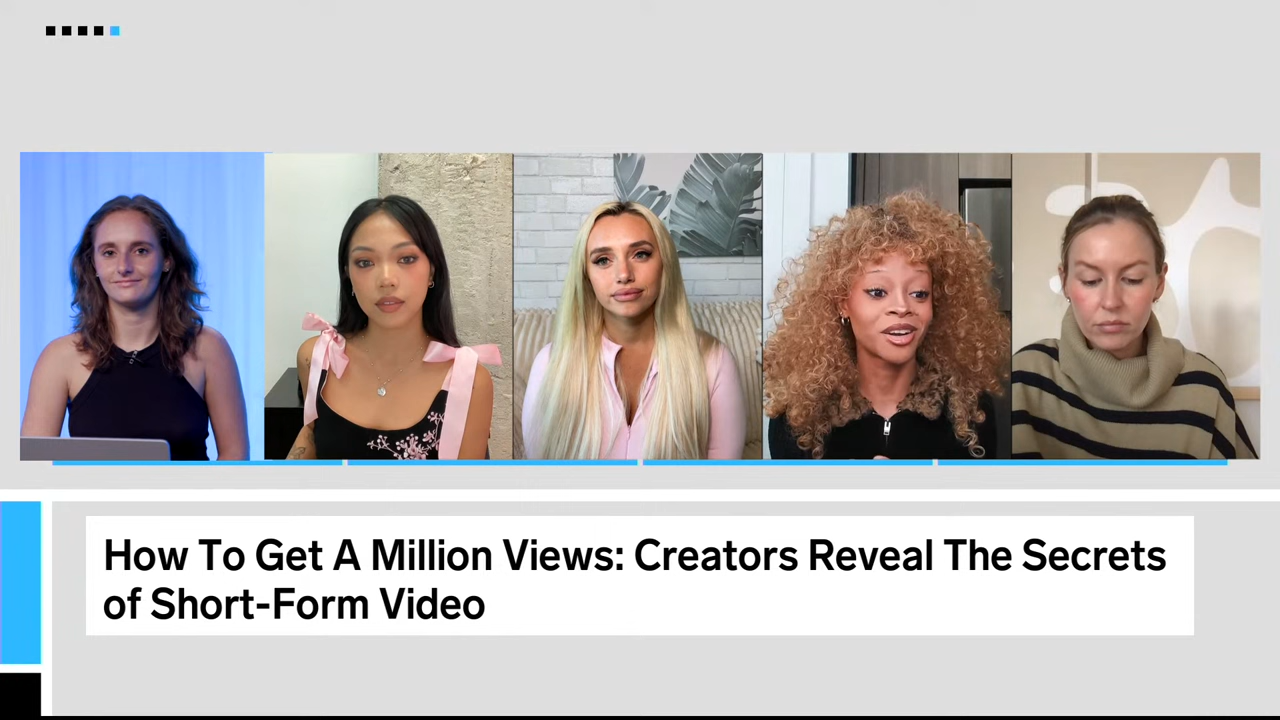 How To Get A Million Views: Creators Reveal The Secrets
of Short-Form Video